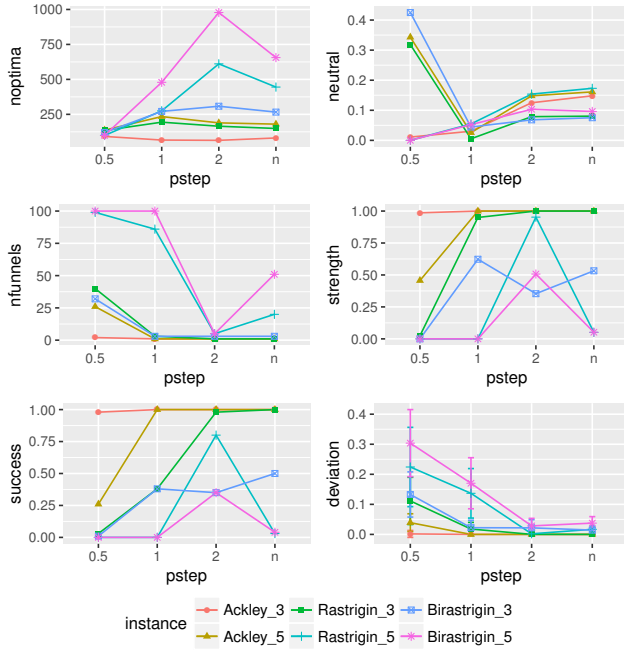 1000
750
500
250
noptima
0.5 1 2 n
pstep
0.4
0.3
0.2
0.1
0.0
neutral
0.5 1 2 n
pstep
100
75
50
25
0
nfunnels
0.5 1 2 n
pstep
1.00
0.75
0.50
0.25
0.00
strength
0.5 1 2 n
pstep
1.00
0.75
0.50
0.25
0.00
success
0.5 1 2 n
pstep
0.4
0.3
0.2
0.1
0.0
deviation
0.5 1 2 n
pstep
instance
Ackley_3 Rastrigin_3 Birastrigin_3
Ackley_5 Rastrigin_5 Birastrigin_5